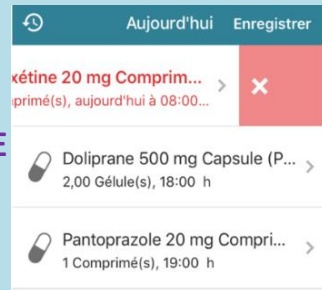 Aujourd'hui Enregistrer
xétine 20 mg Comprim...
primé(s), aujourd'hui à 08:00...
E
Doliprane 500 mg Capsule (P...
2,00 Gélule(s), 18:00 h
Pantoprazole 20 mg Compri...
1 Comprimé(s), 19:00 h